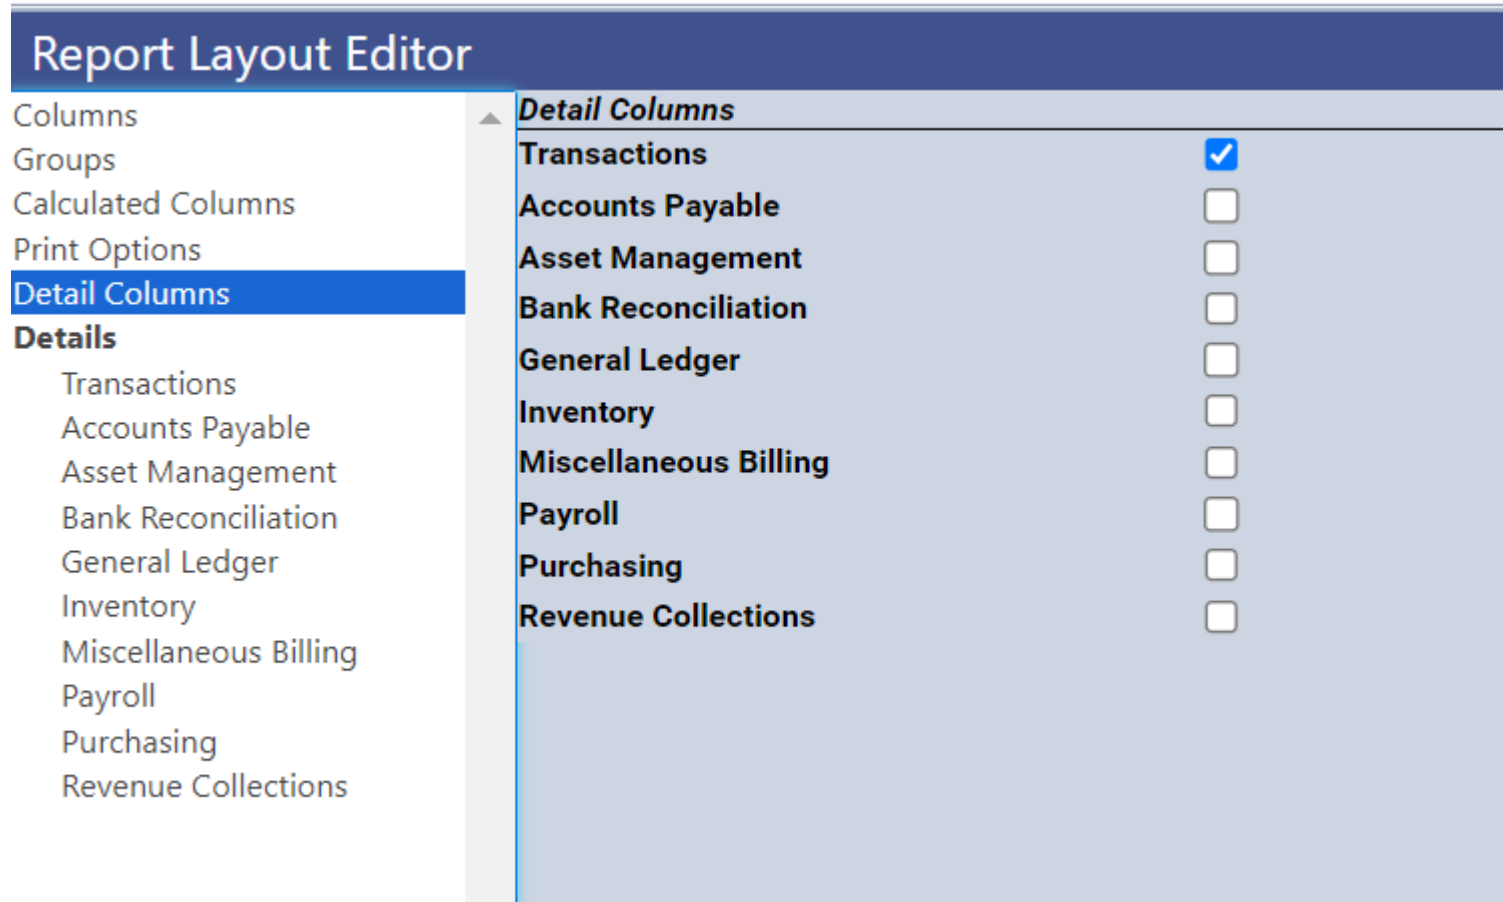 Report Layout Editor
Columns
Groups
Calculated Columns
Print Options
Detail Columns
Details
Transactions
Accounts Payable
Asset Management
Bank Reconciliation
General Ledger
Inventory
Miscellaneous Billing
Payroll
Purchasing
Revenue Collections
Detail Columns
Transactions
Accounts Payable
Asset Management
Bank Reconciliation
General Ledger
Inventory
Miscellaneous Billing
Payroll
Purchasing
Revenue Collections